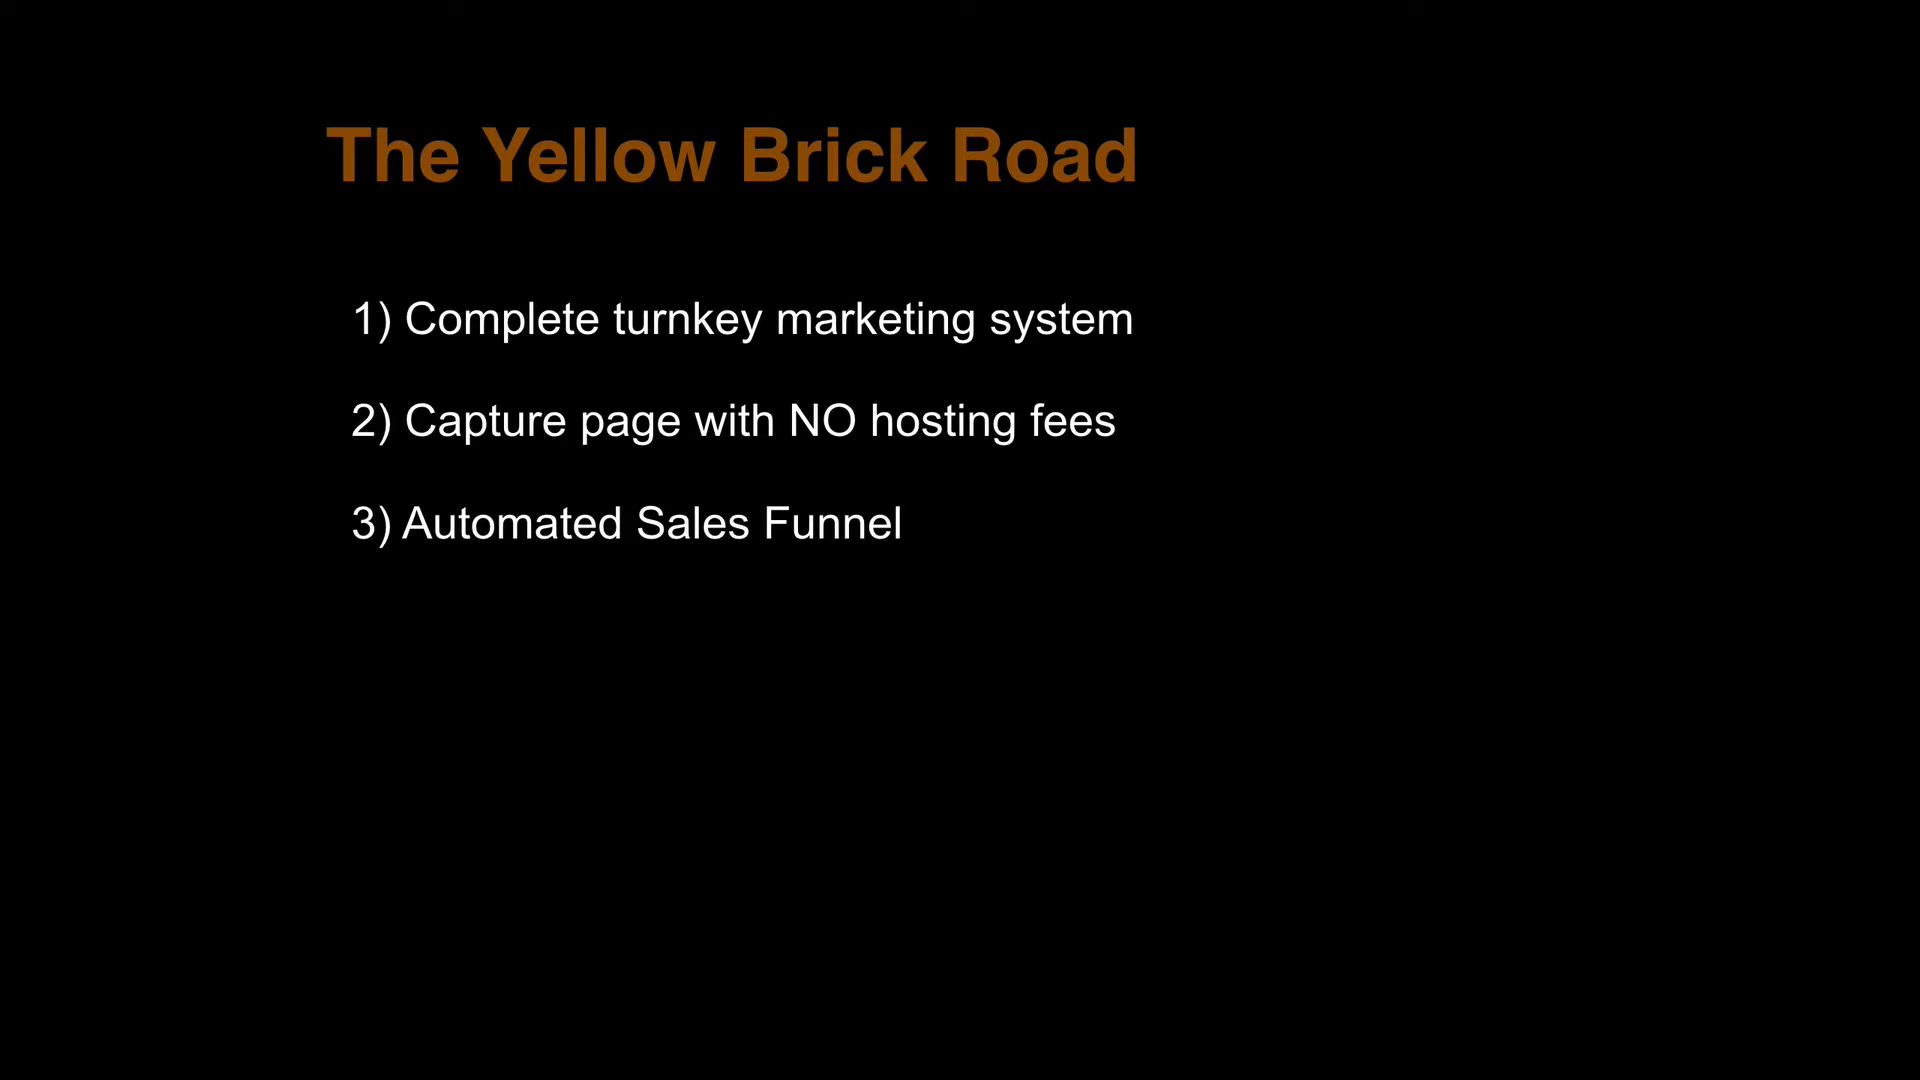 The Yellow Brick Road
1) Complete turnkey marketing system
2) Capture page with NO hosting fees
3) Automated Sales Funnel